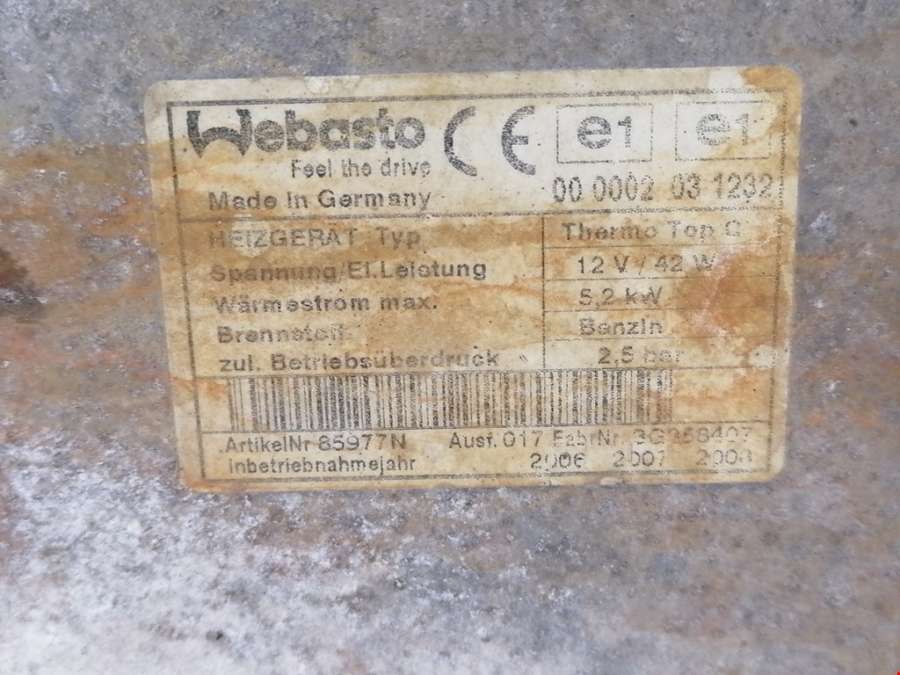 Webasto CE e1 e1
Feel the drive
Made in Germany 00 0002 03 1232
HEIZGERÄT Typ Thermo Top C
Spannung/El.Leistung 12 V / 42 W
Wärmestrom max. 5,2 kW
Brennstoff Benzin
zul. Betriebsüberdruck 2,5 bar
ArtikelNr 85977N Ausf. 017 FabrNr.
Inbetriebnahmejahr 2006 2007 2008